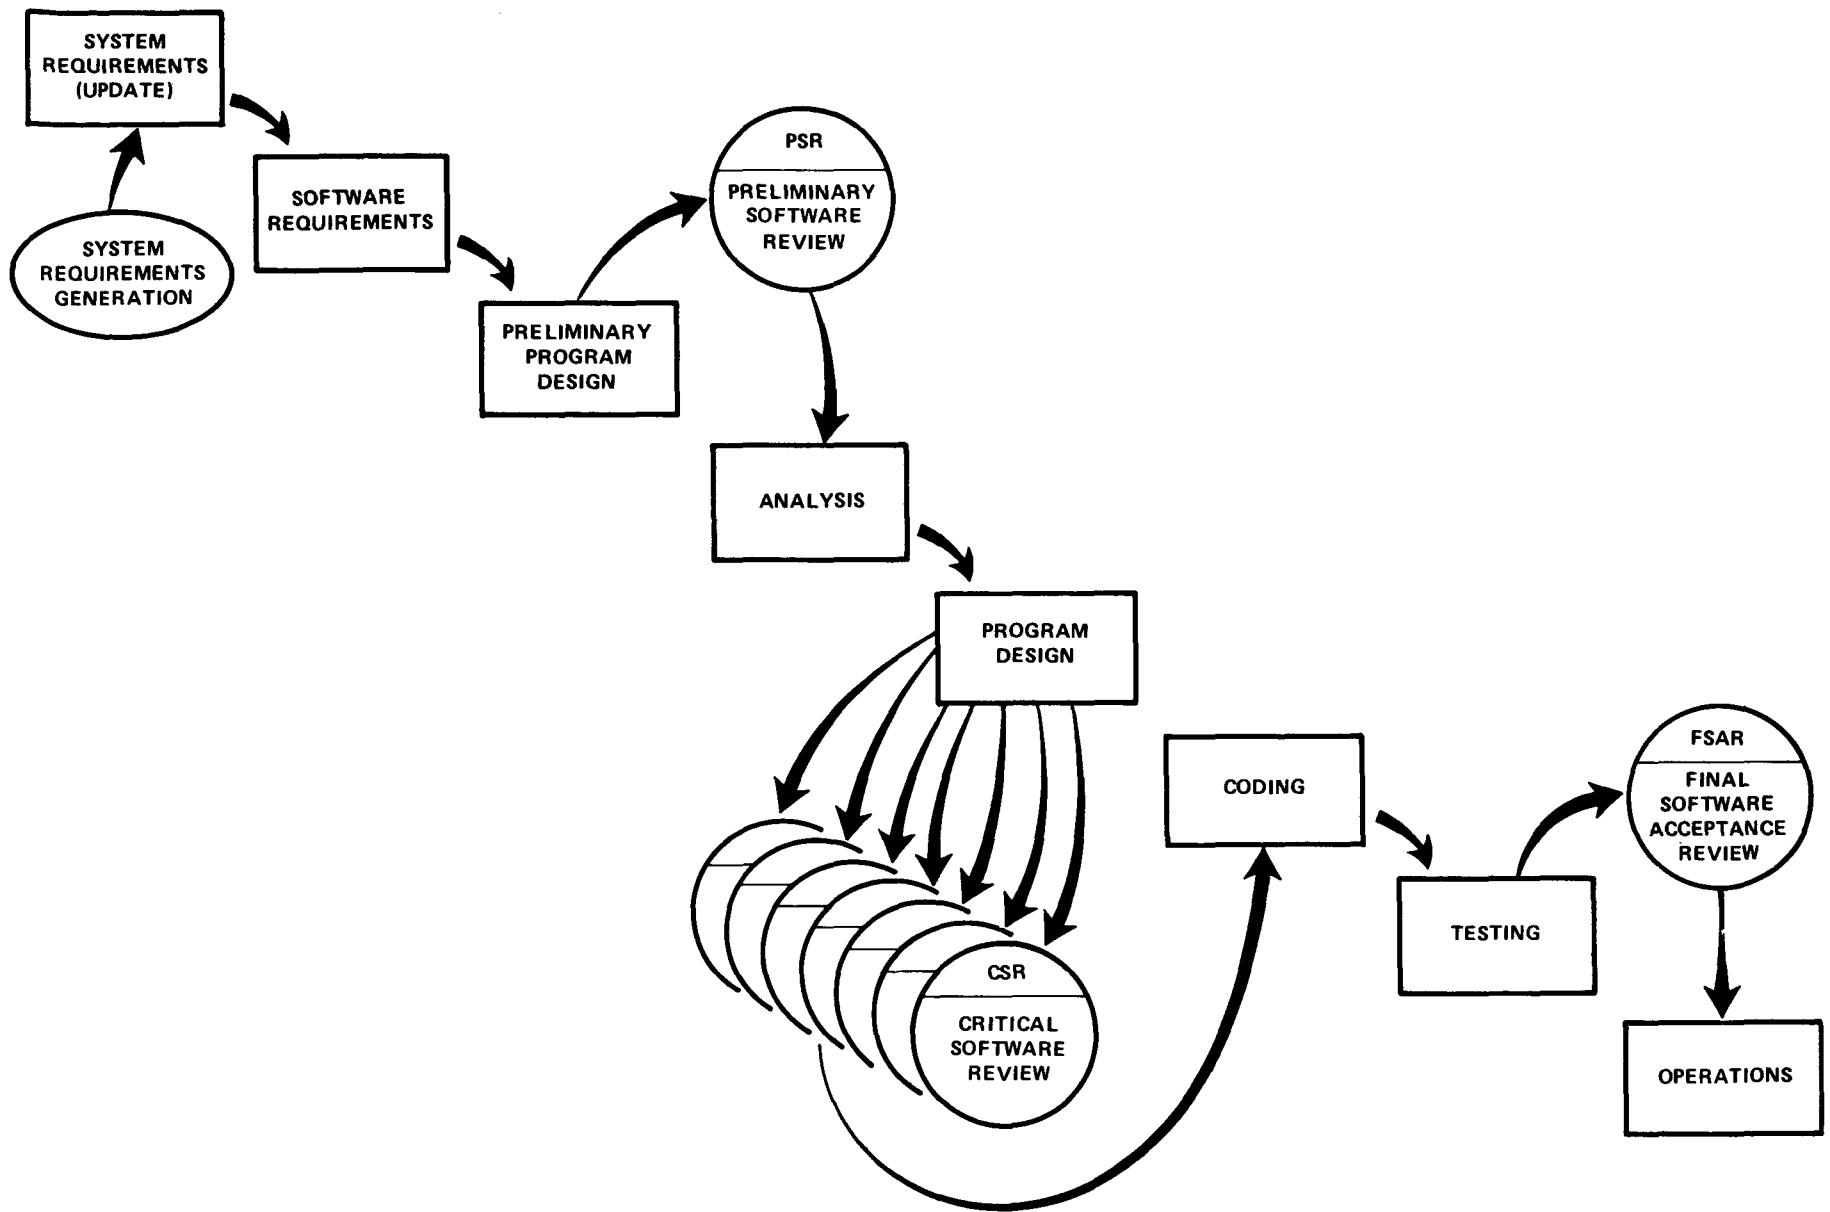 SYSTEM
REQUIREMENTS
(UPDATE)
SYSTEM
REQUIREMENTS
GENERATION
SOFTWARE
REQUIREMENTS
PRELIMINARY
PROGRAM
DESIGN
PSR
PRELIMINARY
SOFTWARE
REVIEW
ANALYSIS
PROGRAM
DESIGN
CSR
CRITICAL
SOFTWARE
REVIEW
CODING
TESTING
FSAR
FINAL
SOFTWARE
ACCEPTANCE
REVIEW
OPERATIONS